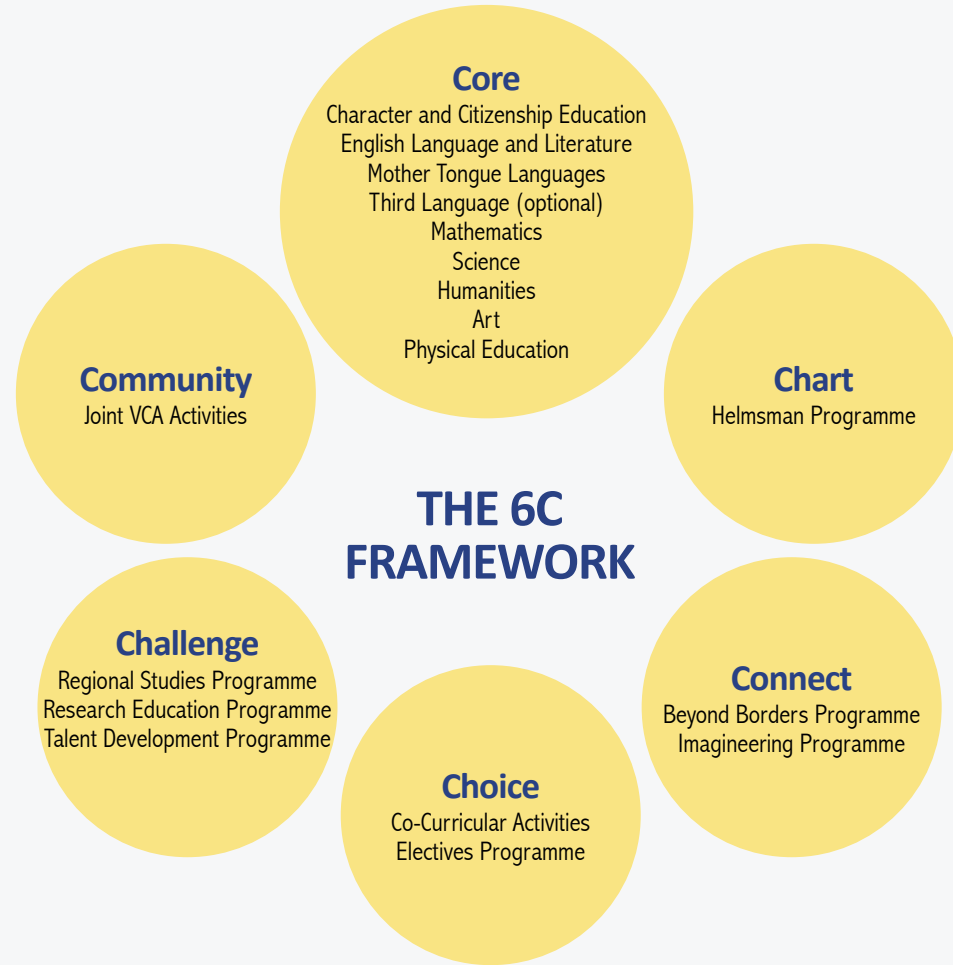 Core
Character and Citizenship Education
English Language and Literature
Mother Tongue Languages
Third Language (optional)
Mathematics
Science
Humanities
Art
Physical Education
Community
Joint VCA Activities
Chart
Helmsman Programme
THE 6C
FRAMEWORK
Challenge
Regional Studies Programme
Research Education Programme
Talent Development Programme
Connect
Beyond Borders Programme
Imagineering Programme
Choice
Co-Curricular Activities
Electives Programme